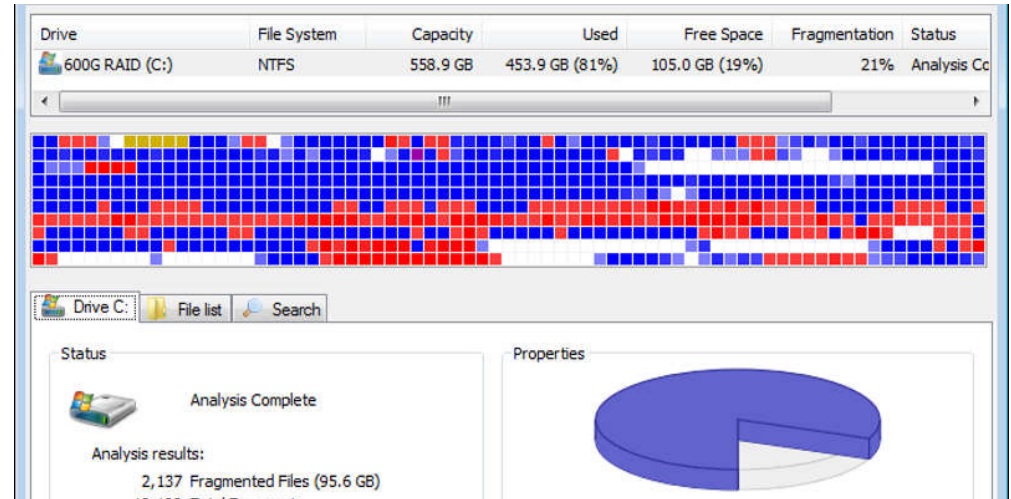 Drive File System Capacity Used Free Space Fragmentation Status
600G RAID (C:) NTFS 558.9 GB 453.9 GB (81%) 105.0 GB (19%) 21% Analysis Co
Drive C: File list Search
Status Properties
Analysis Complete
Analysis results:
2,137 Fragmented Files (95.6 GB)